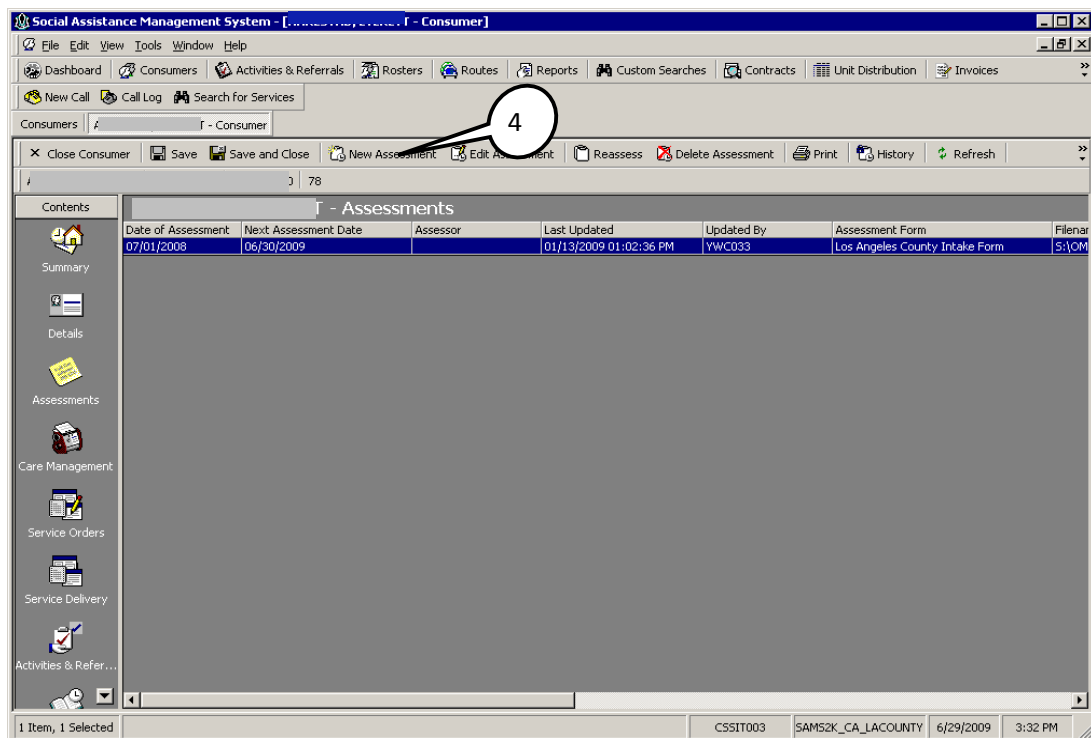 Social Assistance Management System - [ T - Consumer]
File Edit View Tools Window Help
Dashboard Consumers Activities & Referrals Rosters Routes Reports Custom Searches Contracts Unit Distribution Invoices
New Call Call Log Search for Services
4
Consumers T - Consumer
Close Consumer Save Save and Close New Assessment Edit Assessment Reassess Delete Assessment Print History Refresh
78
Contents
T - Assessments
Date of Assessment Next Assessment Date Assessor Last Updated Updated By Assessment Form Filenar
07/01/2008 06/30/2009 01/13/2009 01:02:36 PM YWC033 Los Angeles County Intake Form S:\OM
Summary
Details
Assessments
Care Management
Service Orders
Service Delivery
Activities & Refer...
1 Item, 1 Selected CSSIT003 SAMS2K_CA_LACOUNTY 6/29/2009 3:32 PM